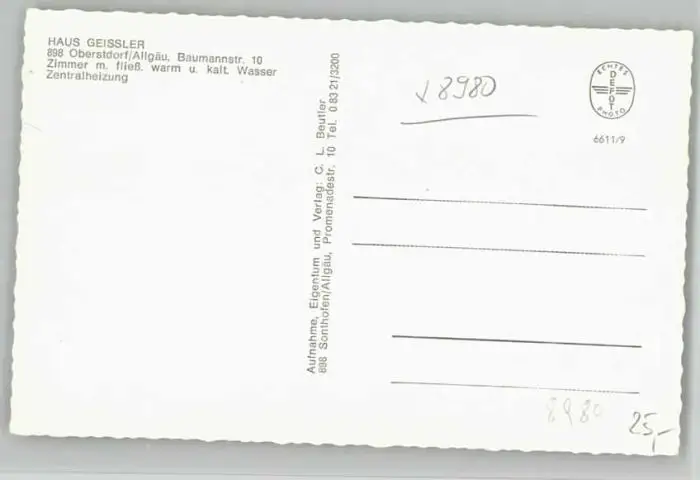 HAUS GEISSLER
898 Oberstdorf/Allgäu, Baumannstr. 10
Zimmer m. fließ. warm u. kalt. Wasser
Zentralheizung
Aufnahme, Eigentum und Verlag: C. L. Beutler
898 Sonthofen/Allgäu, Promenadestr. 10 Tel. 0 83 21/3200
8980
ECHTES
DEFOT
PHOTO
6611/9
8980
25,-